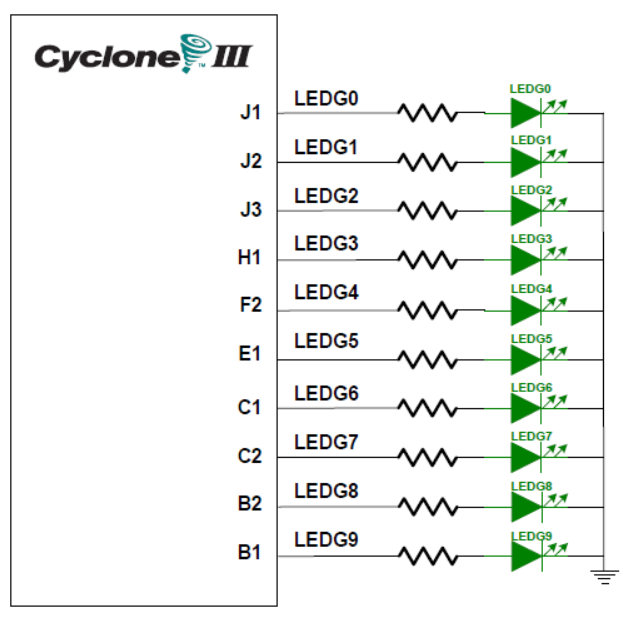 Cyclone™ III
J1 LEDG0 LEDG0
J2 LEDG1 LEDG1
J3 LEDG2 LEDG2
H1 LEDG3 LEDG3
F2 LEDG4 LEDG4
E1 LEDG5 LEDG5
C1 LEDG6 LEDG6
C2 LEDG7 LEDG7
B2 LEDG8 LEDG8
B1 LEDG9 LEDG9